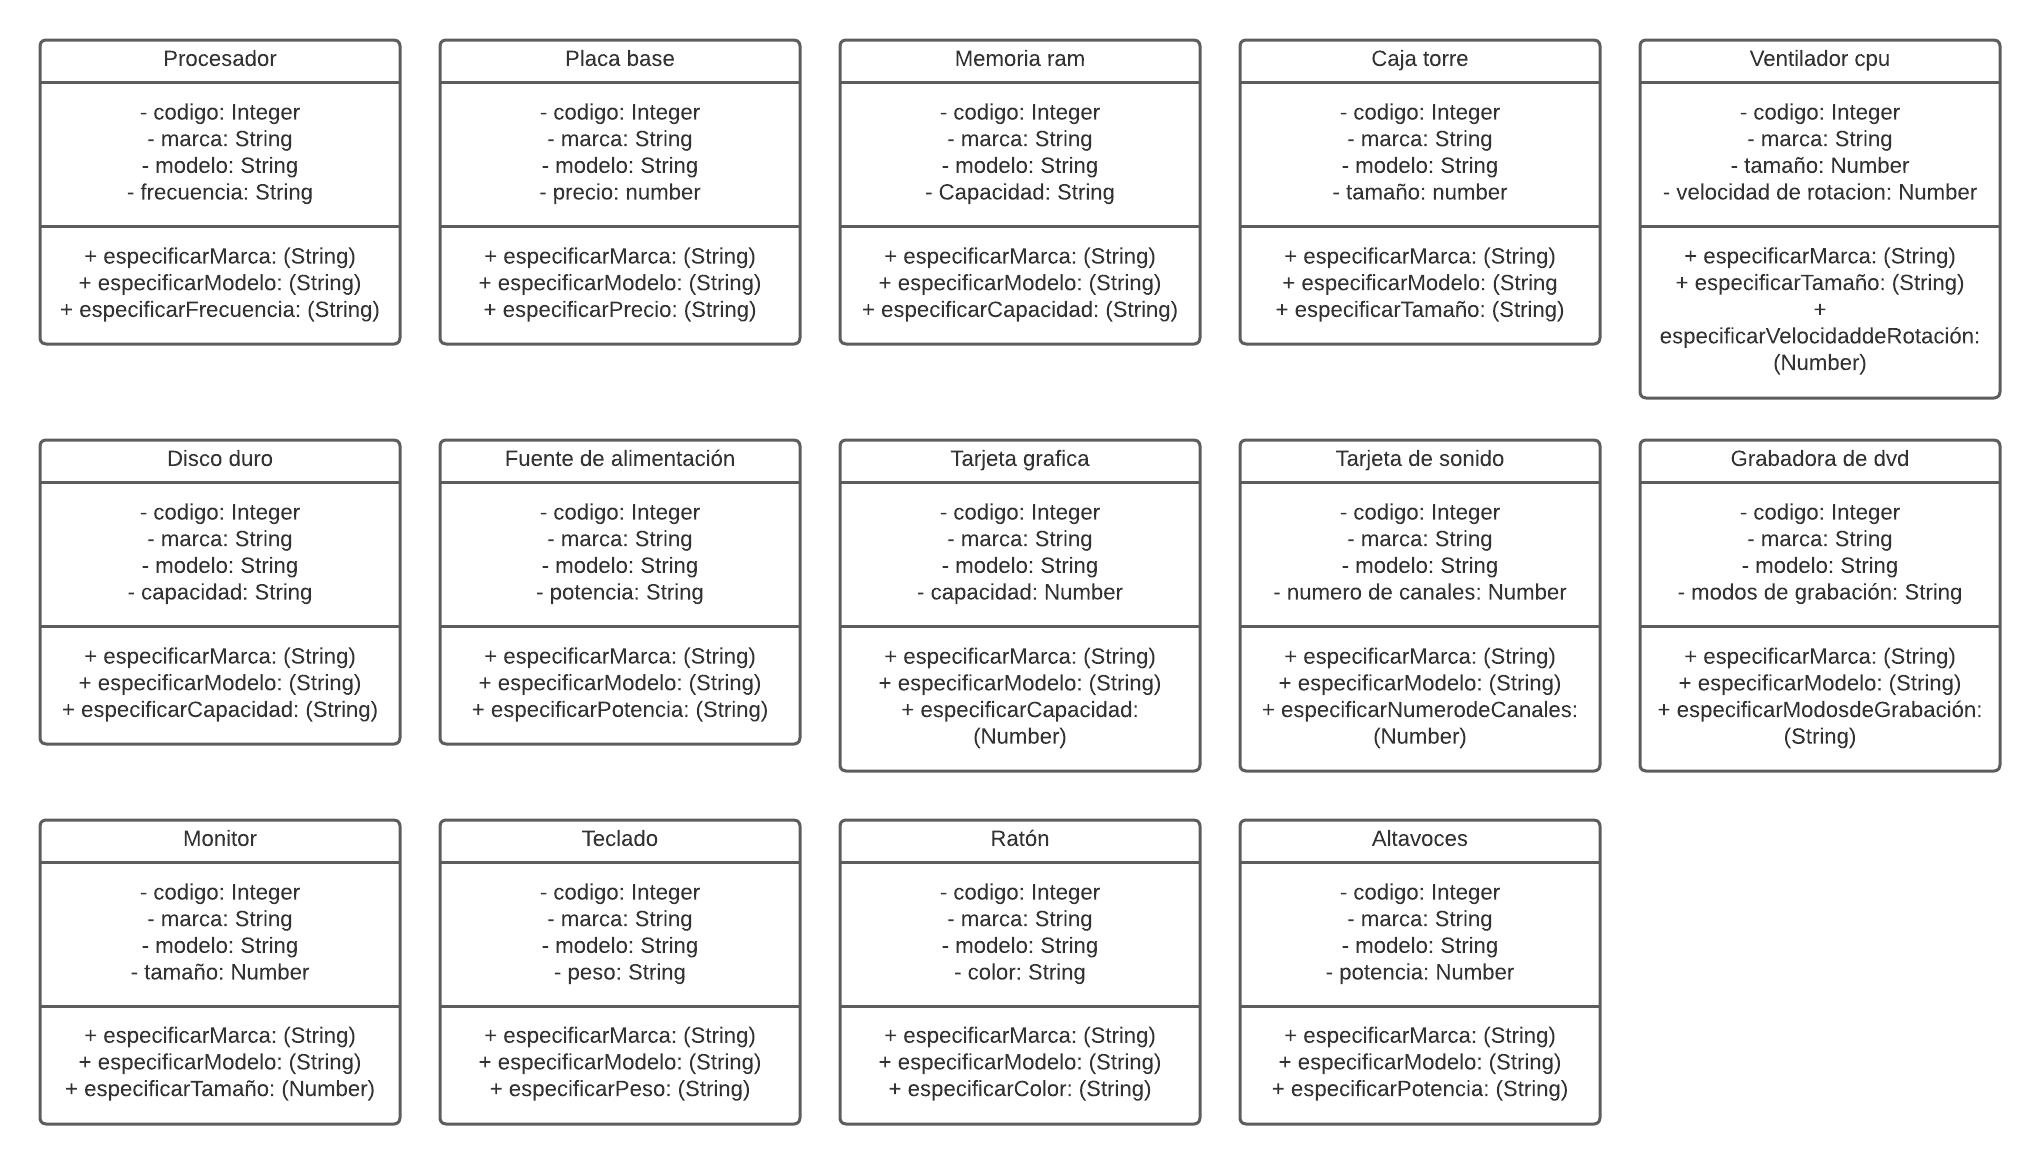 Procesador
- codigo: Integer
- marca: String
- modelo: String
- frecuencia: String
+ especificarMarca: (String)
+ especificarModelo: (String)
+ especificarFrecuencia: (String)
Placa base
- codigo: Integer
- marca: String
- modelo: String
- precio: number
+ especificarMarca: (String)
+ especificarModelo: (String)
+ especificarPrecio: (String)
Memoria ram
- codigo: Integer
- marca: String
- modelo: String
- Capacidad: String
+ especificarMarca: (String)
+ especificarModelo: (String)
+ especificarCapacidad: (String)
Caja torre
- codigo: Integer
- marca: String
- modelo: String
- tamaño: number
+ especificarMarca: (String)
+ especificarModelo: (String
+ especificarTamaño: (String)
Ventilador cpu
- codigo: Integer
- marca: String
- tamaño: Number
- velocidad de rotacion: Number
+ especificarMarca: (String)
+ especificarTamaño: (String)
+
especificarVelocidaddeRotación:
(Number)
Disco duro
- codigo: Integer
- marca: String
- modelo: String
- capacidad: String
+ especificarMarca: (String)
+ especificarModelo: (String)
+ especificarCapacidad: (String)
Fuente de alimentación
- codigo: Integer
- marca: String
- modelo: String
- potencia: String
+ especificarMarca: (String)
+ especificarModelo: (String)
+ especificarPotencia: (String)
Tarjeta grafica
- codigo: Integer
- marca: String
- modelo: String
- capacidad: Number
+ especificarMarca: (String)
+ especificarModelo: (String)
+ especificarCapacidad:
(Number)
Tarjeta de sonido
- codigo: Integer
- marca: String
- modelo: String
- numero de canales: Number
+ especificarMarca: (String)
+ especificarModelo: (String)
+ especificarNumerodeCanales:
(Number)
Grabadora de dvd
- codigo: Integer
- marca: String
- modelo: String
- modos de grabación: String
+ especificarMarca: (String)
+ especificarModelo: (String)
+ especificarModosdeGrabación:
(String)
Monitor
- codigo: Integer
- marca: String
- modelo: String
- tamaño: Number
+ especificarMarca: (String)
+ especificarModelo: (String)
+ especificarTamaño: (Number)
Teclado
- codigo: Integer
- marca: String
- modelo: String
- peso: String
+ especificarMarca: (String)
+ especificarModelo: (String)
+ especificarPeso: (String)
Ratón
- codigo: Integer
- marca: String
- modelo: String
- color: String
+ especificarMarca: (String)
+ especificarModelo: (String)
+ especificarColor: (String)
Altavoces
- codigo: Integer
- marca: String
- modelo: String
- potencia: Number
+ especificarMarca: (String)
+ especificarModelo: (String)
+ especificarPotencia: (String)